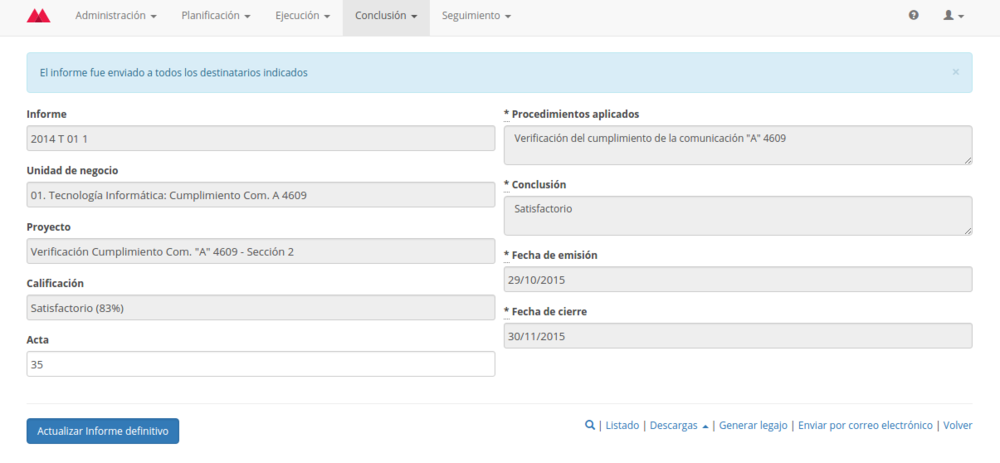 Administración Planificación Ejecución Conclusión Seguimiento
El informe fue enviado a todos los destinatarios indicados ×
Informe
2014 T 01 1
Unidad de negocio
01. Tecnología Informática: Cumplimiento Com. A 4609
Proyecto
Verificación Cumplimiento Com. "A" 4609 - Sección 2
Calificación
Satisfactorio (83%)
Acta
35
* Procedimientos aplicados
Verificación del cumplimiento de la comunicación "A" 4609
* Conclusión
Satisfactorio
* Fecha de emisión
29/10/2015
* Fecha de cierre
30/11/2015
Actualizar Informe definitivo
| Listado | Descargas | Generar legajo | Enviar por correo electrónico | Volver